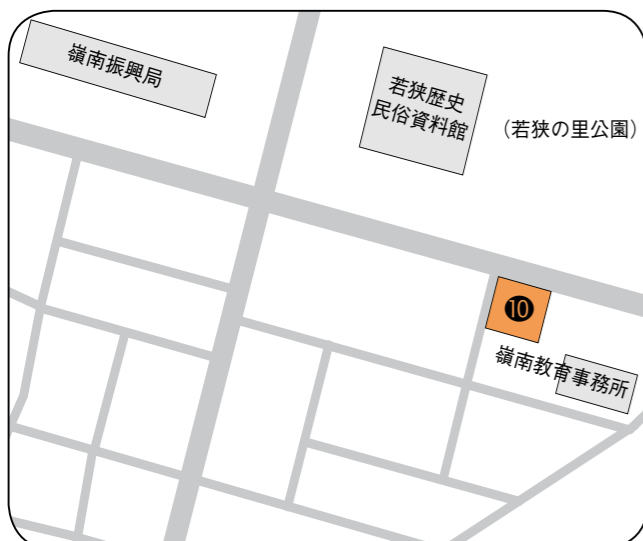 嶺南振興局
若狭歴史
民俗資料館
（若狭の里公園）
❿
嶺南教育事務所